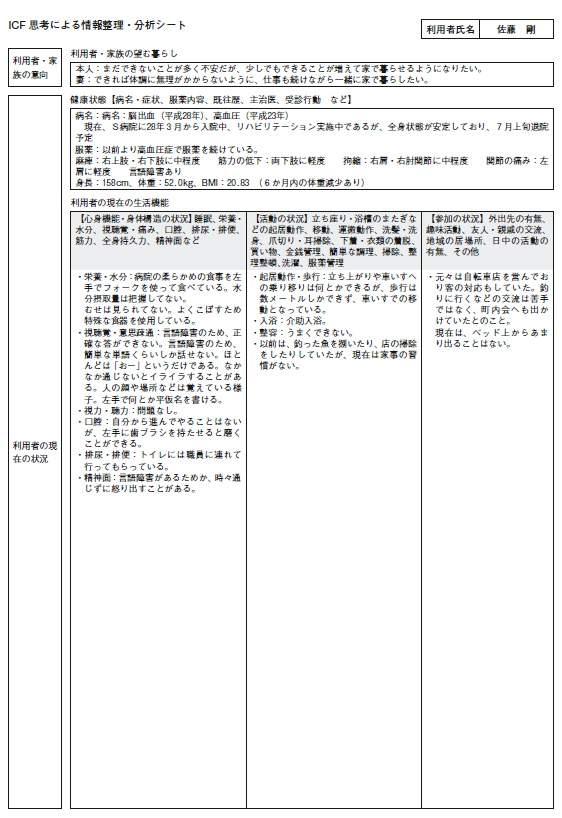 ICF 思考による情報整理・分析シート
利用者氏名 佐藤 剛
利用者・家
族の意向
利用者・家族の望む暮らし
本人：まだできないことが多く不安だが、少しでもできることが増えて家で暮らせるようになりたい。
妻：できれば体調に無理がかからないように、仕事も続けながら一緒に家で暮らしたい。
利用者の現
在の状況
健康状態【病名・症状、服薬内容、既往歴、主治医、受診行動 など】
病名：病名：脳出血（平成28年）、高血圧（平成23年）
現在、Ｓ病院に28年３月から入院中、リハビリテーション実施中であるが、全身状態が安定しており、７月上旬退院
予定
服薬：以前より高血圧症で服薬を続けている。
麻痺：右上肢・右下肢に中程度 筋力の低下：両下肢に軽度 拘縮：右肩・右肘関節に中程度 関節の痛み：左
肩に軽度 言語障害あり
身長：158cm、体重：52.0kg、BMI：20.83 （６か月内の体重減少あり）
利用者の現在の生活機能
【心身機能・身体構造の状況】睡眠、栄養・
水分、視聴覚・痛み、口腔、排尿・排便、
筋力、全身持久力、精神面など
・栄養・水分：病院の柔らかめの食事を左
手でフォークを使って食べている。水
分摂取量は把握してない。
むせは見られてない。よくこぼすため
特殊な食器を使用している。
・視聴覚・意思疎通：言語障害のため、正
確な答ができない。言語障害のため、
簡単な単語くらいしか話せない。ほと
んどは「おー」というだけである。なか
なか通じないとイライラすることがあ
る。人の顔や場所などは覚えている様
子。左手で何とか平仮名を書ける。
・視力・聴力：問題なし。
・口腔：自分から進んでやることはない
が、左手に歯ブラシを持たせると磨く
ことができる。
・排尿・排便：トイレには職員に連れて
行ってもらっている。
・精神面：言語障害があるためか、時々通
じずに怒り出すことがある。
【活動の状況】立ち座り・浴槽のまたぎな
どの起居動作、移動、運搬動作、洗髪・洗
身、爪切り・耳掃除、下着・衣類の着脱、
買い物、金銭管理、簡単な調理、掃除、整
理整頓、洗濯、服薬管理
・起居動作・歩行：立ち上がりや車いすへ
の乗り移りは何とかできるが、歩行は
数メートルしかできず、車いすでの移
動となっている。
・入浴：介助入浴。
・整容：うまくできない。
・以前は、釣った魚を捌いたり、店の掃除
をしたりしていたが、現在は家事の習
慣がない。
【参加の状況】外出先の有無、
趣味活動、友人・親戚の交流、
地域の居場所、日中の活動の
有無、その他
・元々は自転車店を営んでお
り客の対応もしていた。釣
りに行くなどの交流は苦手
ではなく、町内会へも出か
けていたとのこと。
現在は、ベッド上からあま
り出ることはない。